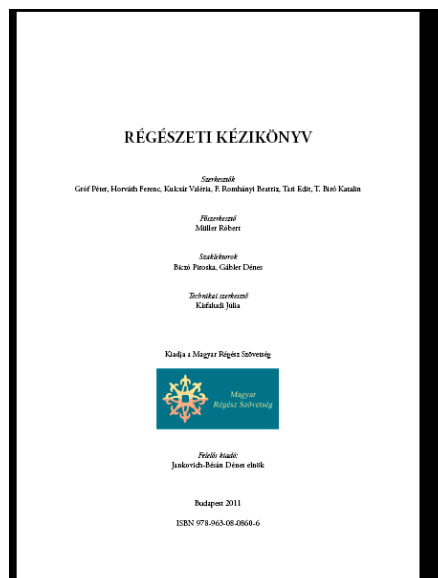 RÉGÉSZETI KÉZIKÖNYV
Szerkesztők
Gróf Péter, Horváth Ferenc, Kulcsár Valéria, F. Romhányi Beatrix, Tari Edit, T. Biró Katalin
Főszerkesztő
Müller Róbert
Szaklektorok
Biczó Piroska, Gábler Dénes
Technikai szerkesztő
Kisfaludi Júlia
Kiadja a Magyar Régész Szövetség
Magyar
Régész Szövetség
Felelős kiadó:
Jankovich-Bésán Dénes elnök
Budapest 2011
ISBN 978-963-08-0860-6